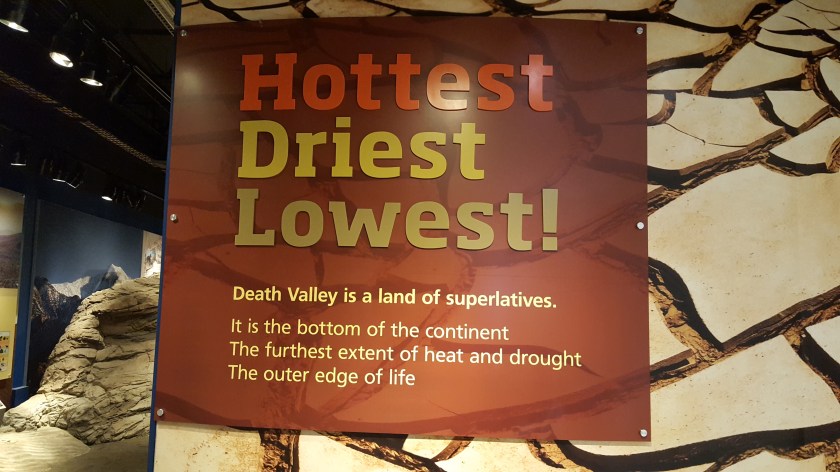 Hottest
Driest
Lowest!
Death Valley is a land of superlatives.
It is the bottom of the continent
The furthest extent of heat and drought
The outer edge of life